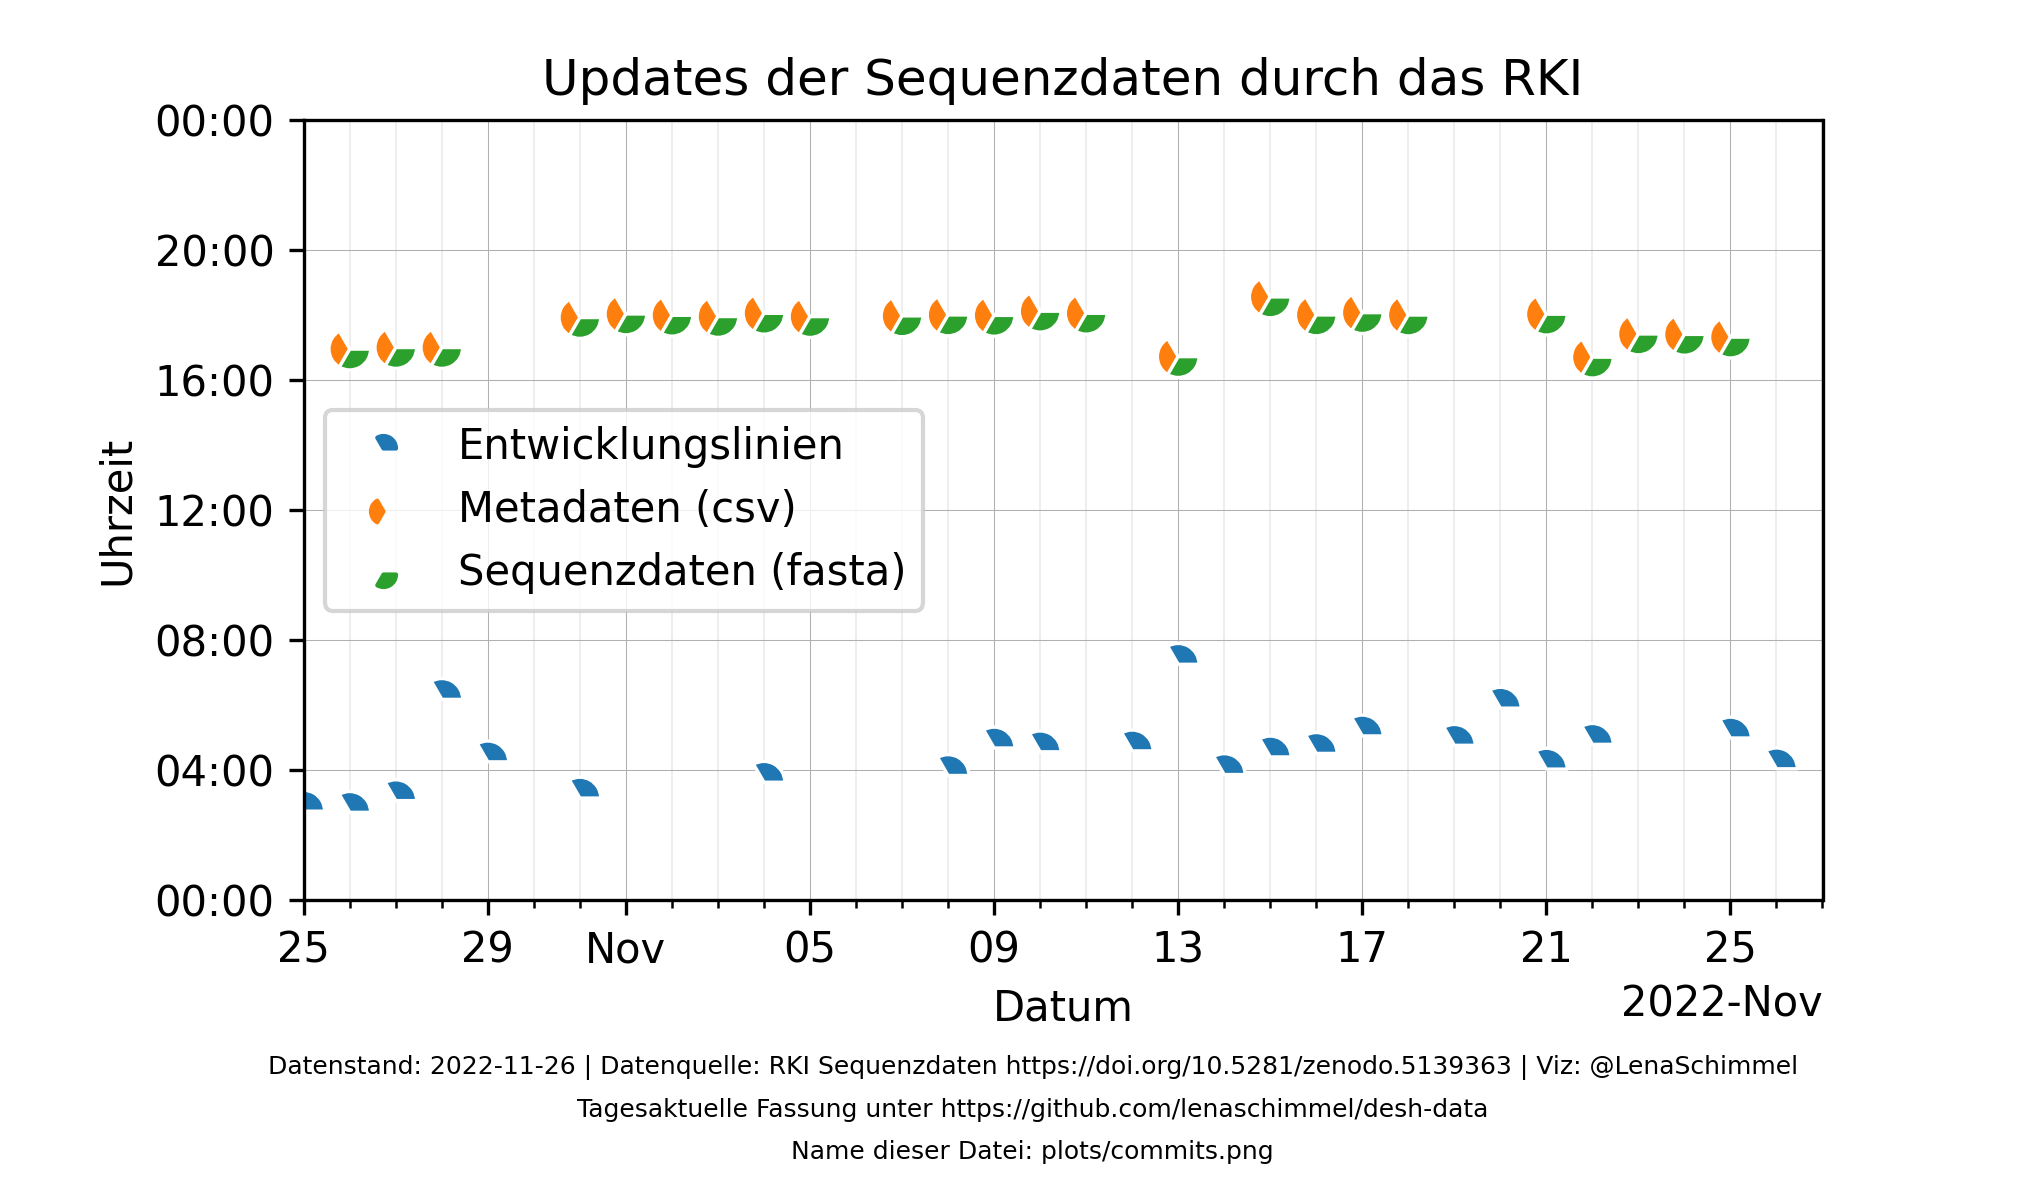 Updates der Sequenzdaten durch das RKI
00:00
20:00
16:00
12:00
08:00
04:00
00:00
Uhrzeit
Entwicklungslinien
Metadaten (csv)
Sequenzdaten (fasta)
25 29 Nov 05 09 13 17 21 25
Datum
2022-Nov
Datenstand: 2022-11-26 | Datenquelle: RKI Sequenzdaten https://doi.org/10.5281/zenodo.5139363 | Viz: @LenaSchimmel
Tagesaktuelle Fassung unter https://github.com/lenaschimmel/desh-data
Name dieser Datei: plots/commits.png